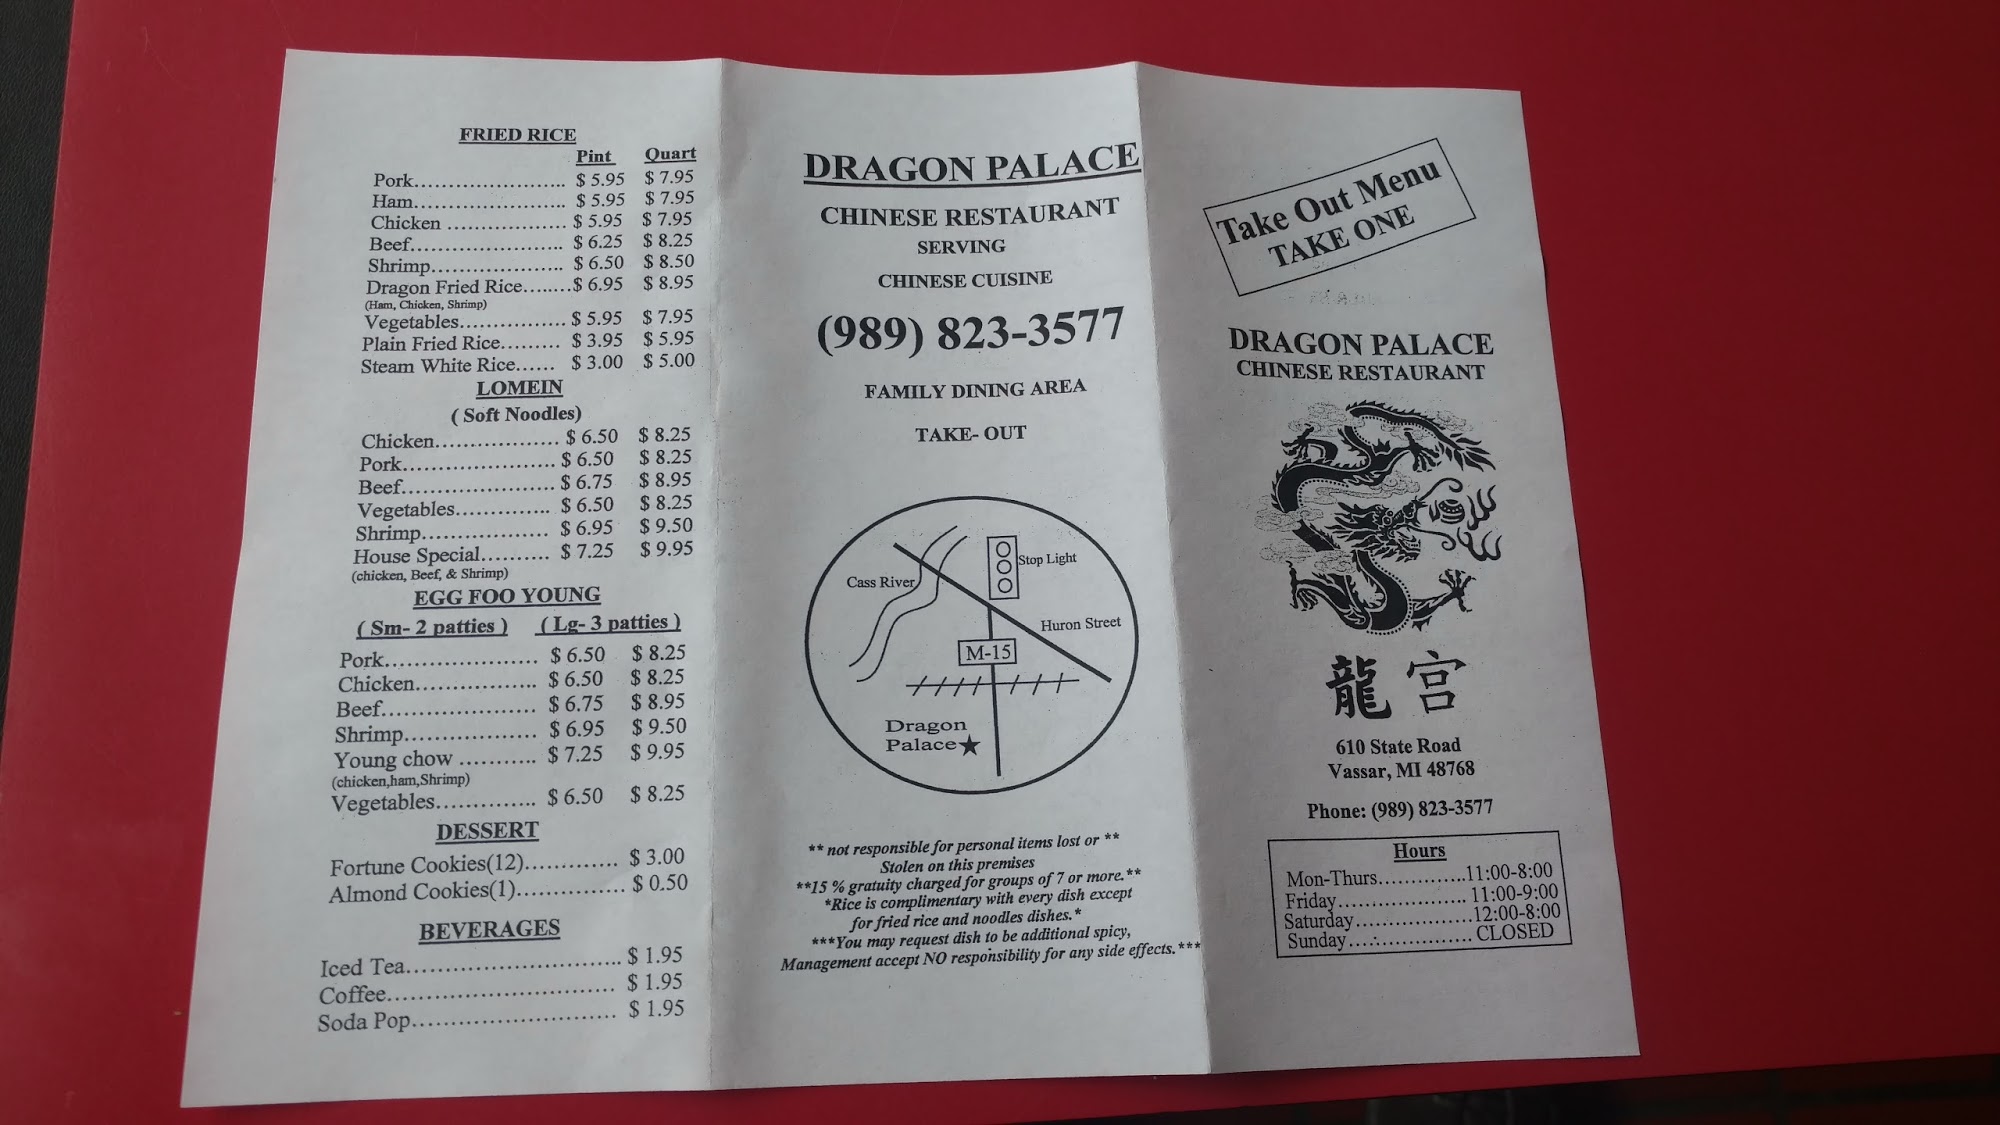 FRIED RICE
Pint Quart
Pork........................ $ 5.95 $ 7.95
Ham........................ $ 5.95 $ 7.95
Chicken .................... $ 5.95 $ 7.95
Beef........................ $ 6.25 $ 8.25
Shrimp..................... $ 6.50 $ 8.50
Dragon Fried Rice........$ 6.95 $ 8.95
(Ham, Chicken, Shrimp)
Vegetables................. $ 5.95 $ 7.95
Plain Fried Rice......... $ 3.95 $ 5.95
Steam White Rice...... $ 3.00 $ 5.00
LOMEIN
( Soft Noodles)
Chicken................... $ 6.50 $ 8.25
Pork....................... $ 6.50 $ 8.25
Beef........................ $ 6.75 $ 8.95
Vegetables............... $ 6.50 $ 8.25
Shrimp.................... $ 6.95 $ 9.50
House Special.......... $ 7.25 $ 9.95
(chicken, Beef, & Shrimp)
EGG FOO YOUNG
( Sm- 2 patties ) ( Lg- 3 patties )
Pork....................... $ 6.50 $ 8.25
Chicken.................. $ 6.50 $ 8.25
Beef....................... $ 6.75 $ 8.95
Shrimp.................... $ 6.95 $ 9.50
Young chow ........... $ 7.25 $ 9.95
(chicken,ham,Shrimp)
Vegetables............... $ 6.50 $ 8.25
DESSERT
Fortune Cookies(12)............. $ 3.00
Almond Cookies(1)............... $ 0.50
BEVERAGES
Iced Tea............................... $ 1.95
Coffee................................. $ 1.95
Soda Pop............................. $ 1.95
DRAGON PALACE
CHINESE RESTAURANT
SERVING
CHINESE CUISINE
(989) 823-3577
FAMILY DINING AREA
TAKE- OUT
Stop Light
Cass River
Huron Street
M-15
Dragon
Palace
** not responsible for personal items lost or **
Stolen on this premises
**15 % gratuity charged for groups of 7 or more.**
*Rice is complimentary with every dish except
for fried rice and noodles dishes.*
***You may request dish to be additional spicy,
Management accept NO responsibility for any side effects.***
Take Out Menu
TAKE ONE
DRAGON PALACE
CHINESE RESTAURANT
龍宮
610 State Road
Vassar, MI 48768
Phone: (989) 823-3577
Hours
Mon-Thurs..............11:00-8:00
Friday.................... 11:00-9:00
Saturday..................12:00-8:00
Sunday................... CLOSED